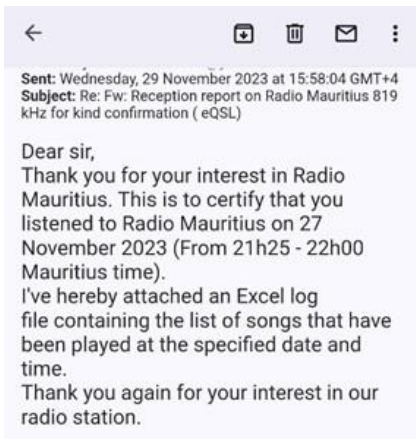 Sent: Wednesday, 29 November 2023 at 15:58:04 GMT+4
Subject: Re: Fw: Reception report on Radio Mauritius 819
kHz for kind confirmation ( eQSL)
Dear sir,
Thank you for your interest in Radio
Mauritius. This is to certify that you
listened to Radio Mauritius on 27
November 2023 (From 21h25 - 22h00
Mauritius time).
I've hereby attached an Excel log
file containing the list of songs that have
been played at the specified date and
time.
Thank you again for your interest in our
radio station.